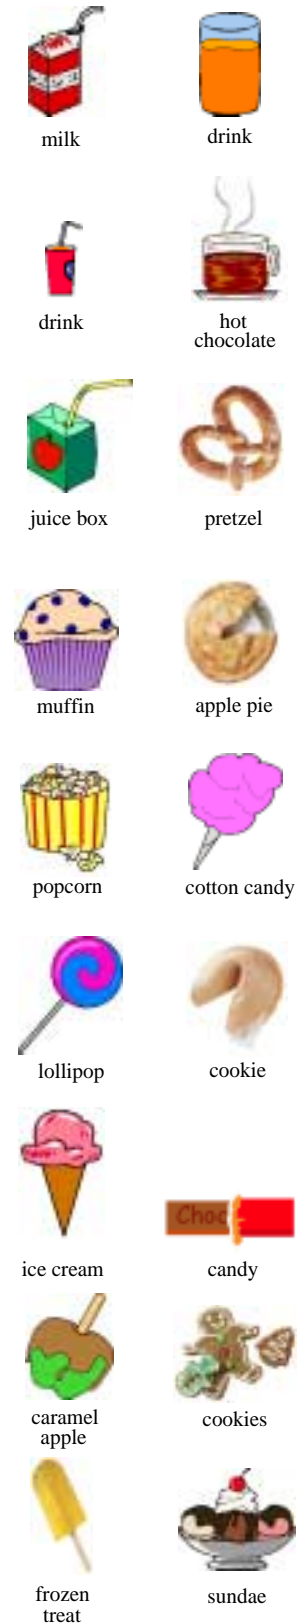 milk
drink
drink
hot
chocolate
juice box
pretzel
muffin
apple pie
popcorn
cotton candy
lollipop
cookie
Choc
ice cream
candy
caramel
apple
cookies
frozen
treat
sundae